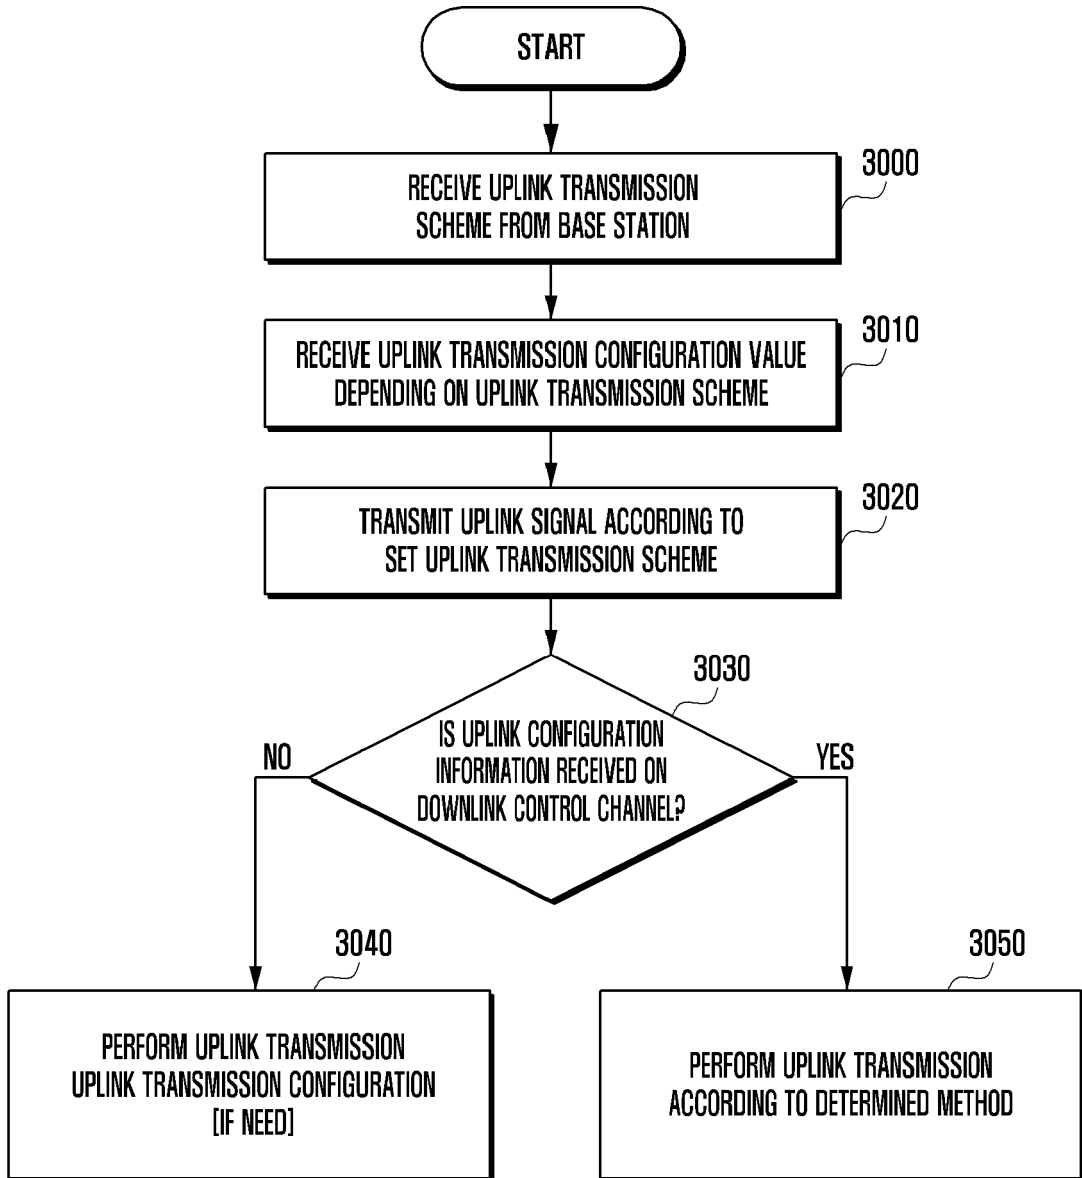 START
3000
RECEIVE UPLINK TRANSMISSION
SCHEME FROM BASE STATION
3010
RECEIVE UPLINK TRANSMISSION CONFIGURATION VALUE
DEPENDING ON UPLINK TRANSMISSION SCHEME
3020
TRANSMIT UPLINK SIGNAL ACCORDING TO
SET UPLINK TRANSMISSION SCHEME
3030
IS UPLINK CONFIGURATION
INFORMATION RECEIVED ON
DOWNLINK CONTROL CHANNEL?
NO
YES
3040
PERFORM UPLINK TRANSMISSION
UPLINK TRANSMISSION CONFIGURATION
[IF NEED]
3050
PERFORM UPLINK TRANSMISSION
ACCORDING TO DETERMINED METHOD